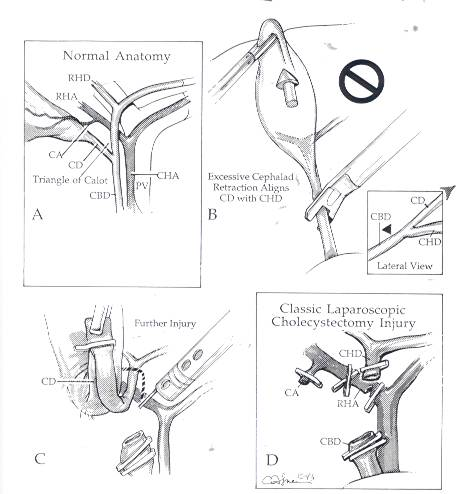 Normal Anatomy
RHD
RHA
CA
CD
Triangle of Calot
CHA
PV
CBD
A
Excessive Cephalad
Retraction Aligns
CD with CHD
B
CD
CBD
CHD
Lateral View
Further Injury
CD
C
Classic Laparoscopic
Cholecystectomy Injury
CHD
CA
RHA
CBD
D